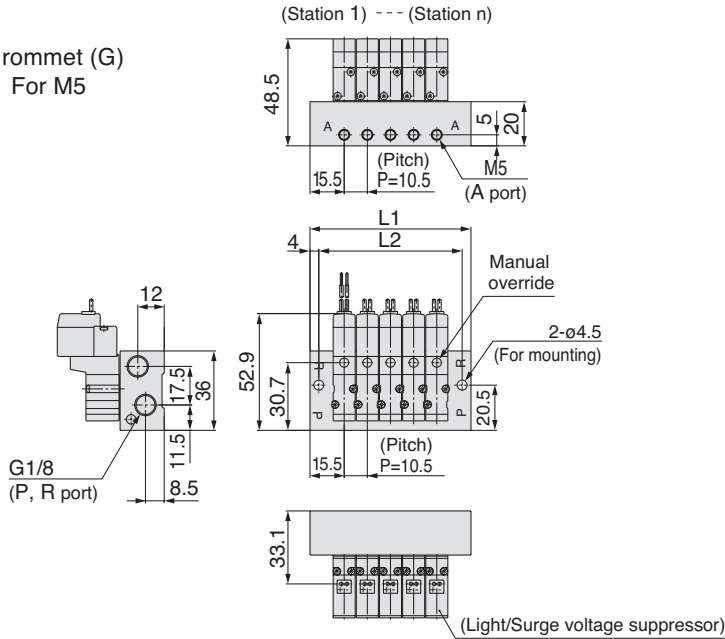 (Station 1) --- (Station n)
rommet (G)
For M5
48.5
A
A
5
20
15.5
(Pitch)
P=10.5
M5
(A port)
L1
4
L2
Manual
override
12
2-ø4.5
(For mounting)
52.9
30.7
R
R
P
P
17.5
36
11.5
20.5
G1/8
(P, R port)
8.5
15.5
(Pitch)
P=10.5
33.1
(Light/Surge voltage suppressor)